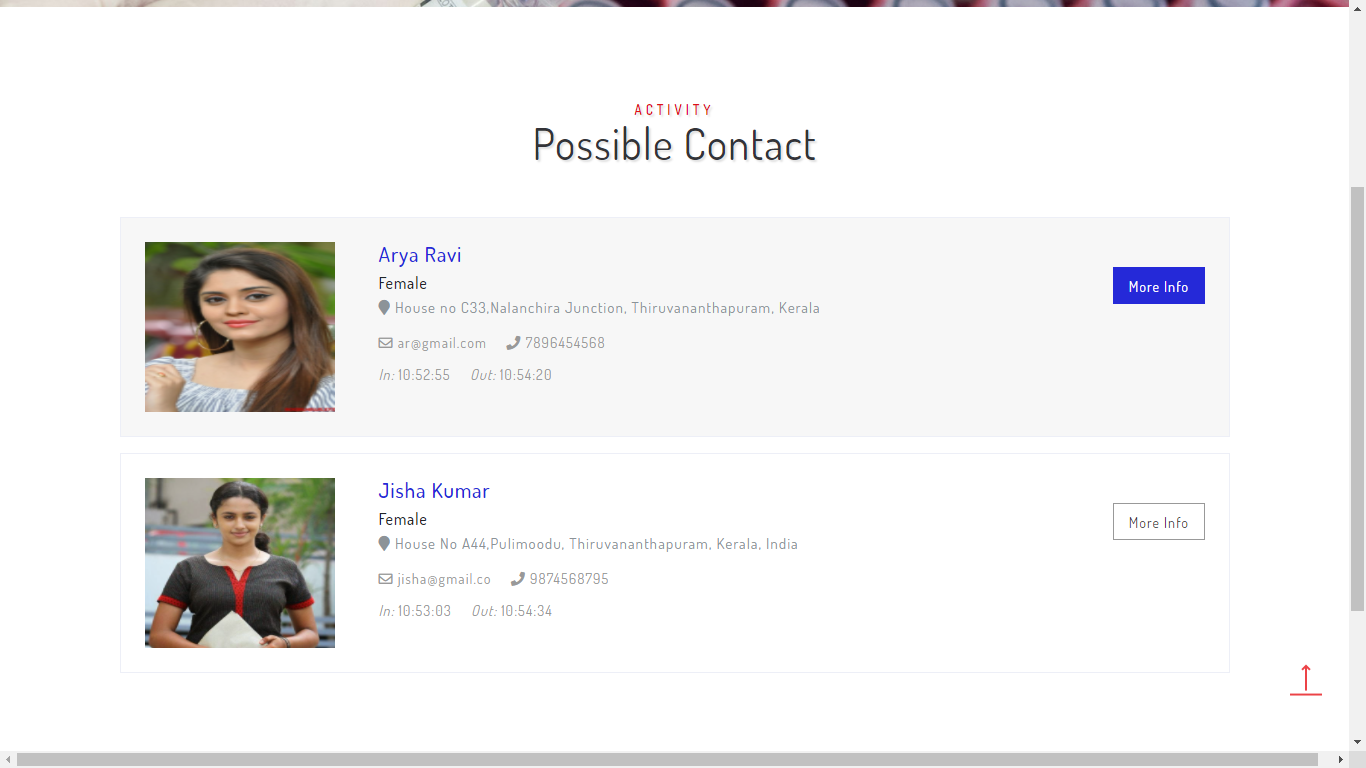 ACTIVITY
Possible Contact
Arya Ravi
Female
House no C33,Nalanchira Junction, Thiruvananthapuram, Kerala
More Info
ar@gmail.com 7896454568
In: 10:52:55 Out: 10:54:20
Jisha Kumar
Female
House No A44,Pulimoodu, Thiruvananthapuram, Kerala, India
More Info
jisha@gmail.co 9874568795
In: 10:53:03 Out: 10:54:34